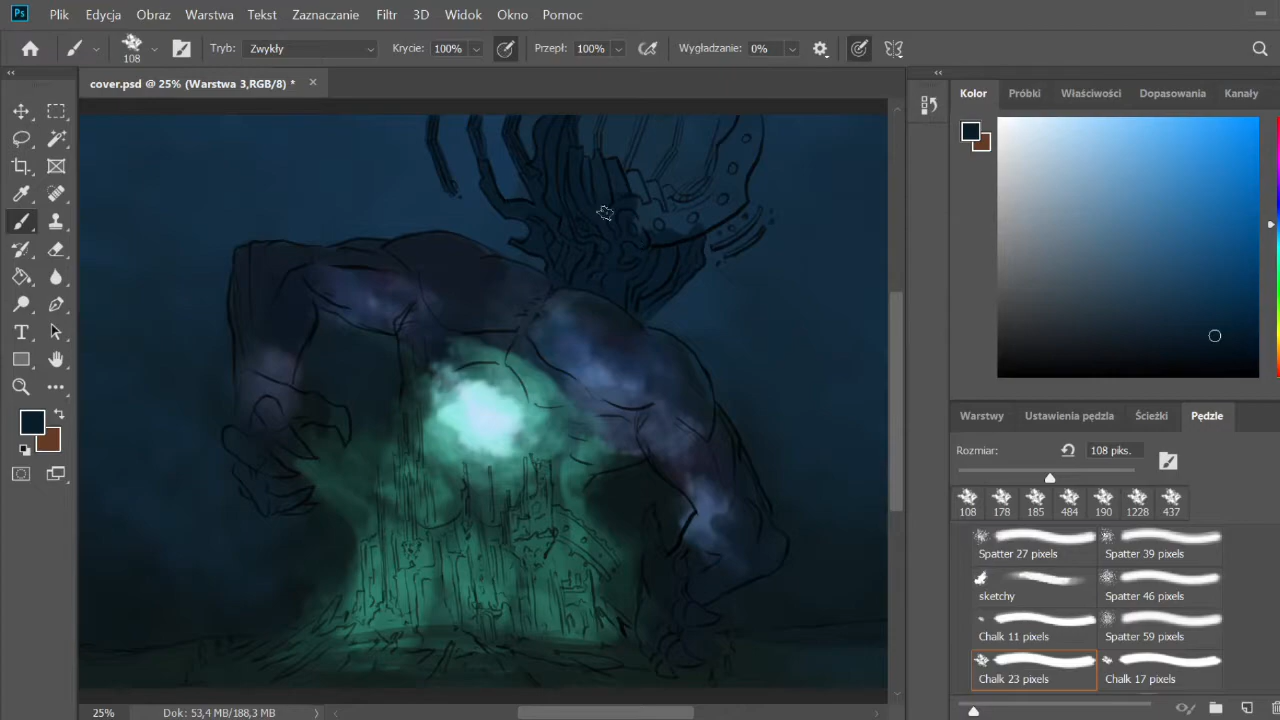 Ps Plik Edycja Obraz Warstwa Tekst Zaznaczanie Filtr 3D Widok Okno Pomoc
108 Tryb: Zwykły Krycie: 100% Przepł: 100% Wygładzanie: 0%
cover.psd @ 25% (Warstwa 3,RGB/8) *
Kolor Próbki Właściwości Dopasowania Kanały
Warstwy Ustawienia pędzla Ścieżki Pędzle
Rozmiar: 108 pks.
108 178 185 484 190 1228 437
Spatter 27 pixels Spatter 39 pixels
sketchy Spatter 46 pixels
Chalk 11 pixels Spatter 59 pixels
Chalk 23 pixels Chalk 17 pixels
25% Dok: 53,4 MB/188,3 MB